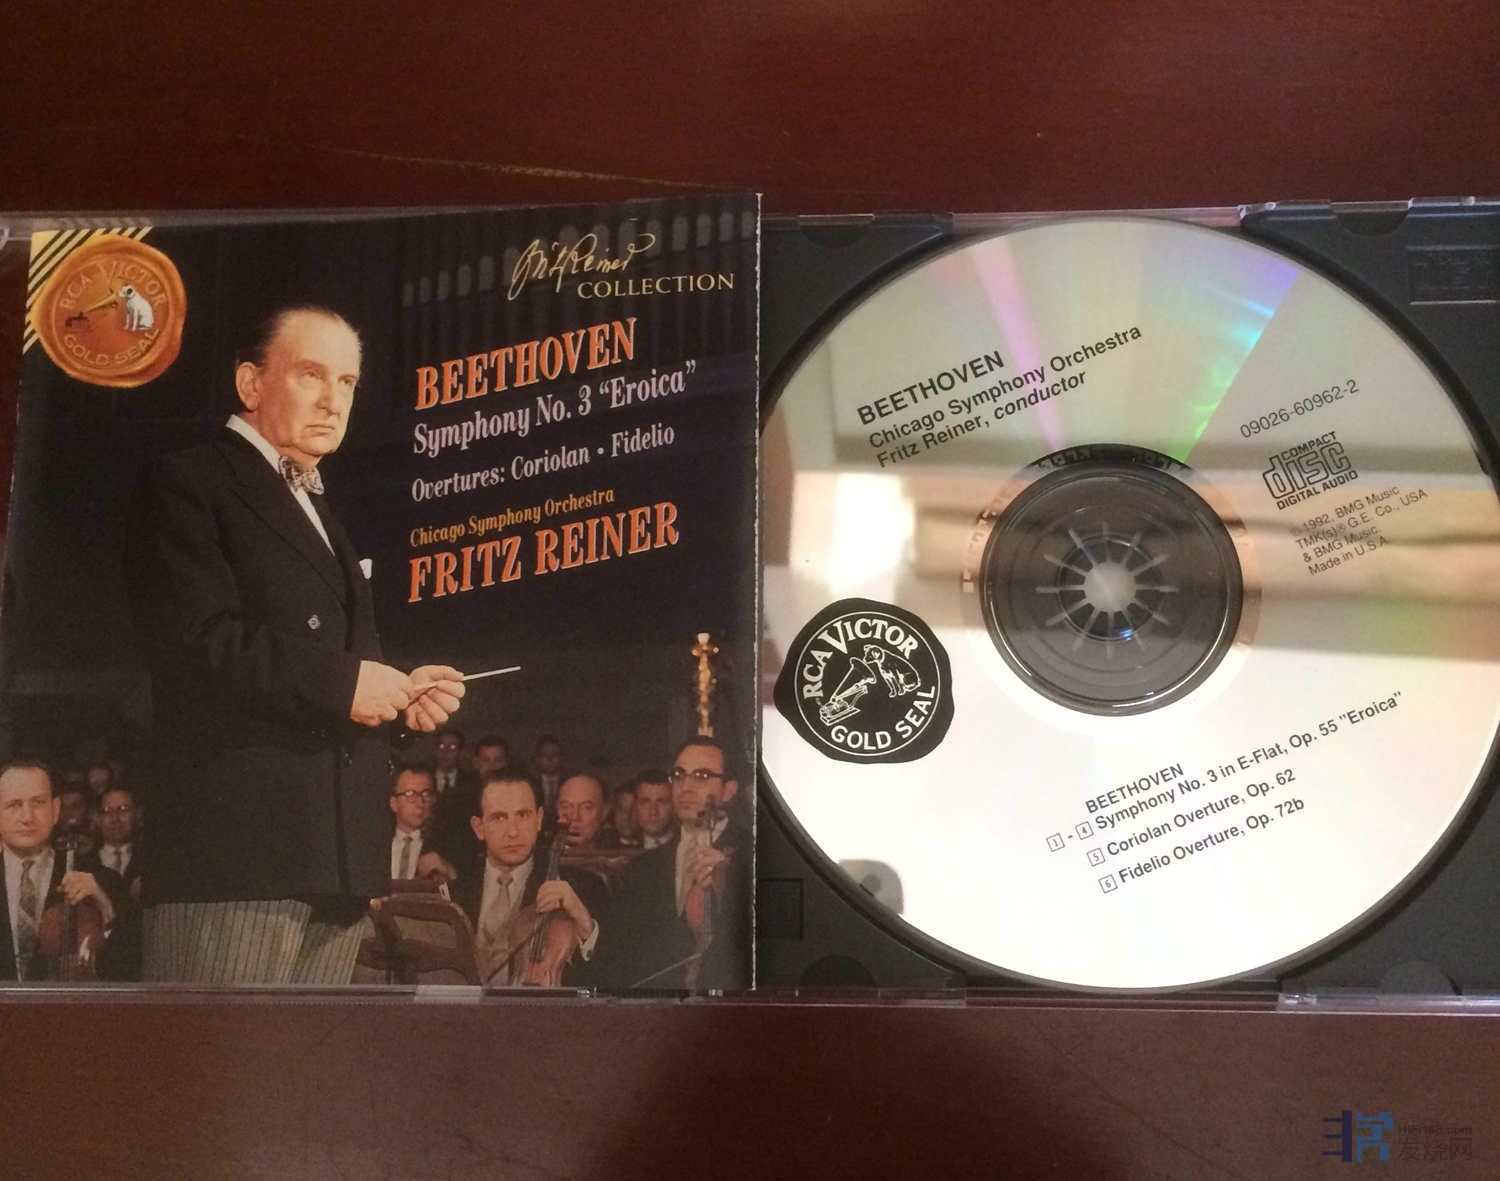 RCA VICTOR
GOLD SEAL
Fritz Reiner
COLLECTION
BEETHOVEN
Symphony No. 3 “Eroica”
Overtures: Coriolan • Fidelio
Chicago Symphony Orchestra
FRITZ REINER
BEETHOVEN
Chicago Symphony Orchestra
Fritz Reiner, conductor
09026-60962-2
COMPACT
disc
DIGITAL AUDIO
1992, BMG Music
TMK(s)® G.E. Co., USA
& BMG Music
Made in U.S.A
RCA VICTOR
GOLD SEAL
BEETHOVEN
1 - 4 Symphony No. 3 in E-Flat, Op. 55 "Eroica"
5 Coriolan Overture, Op. 62
6 Fidelio Overture, Op. 72b
HIFI168.com
发烧网